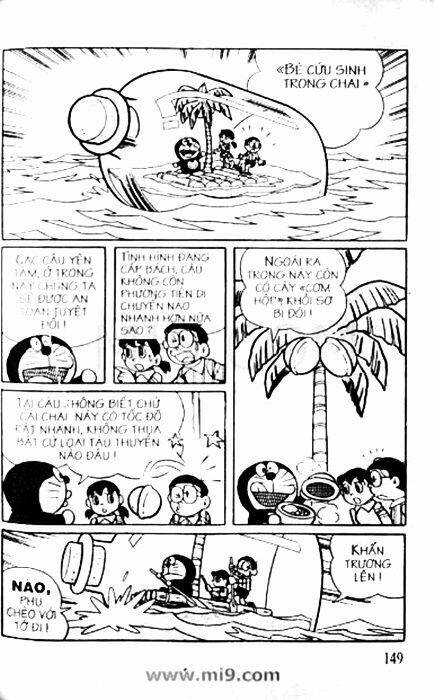 «BÈ CỨU SINH
TRONG CHAI»
CÁC CẬU YÊN
TÂM, Ở TRONG
NÀY CHÚNG TA
SẼ ĐƯỢC AN
TOÀN TUYỆT
ĐỐI!
TÌNH HÌNH ĐANG
CẤP BÁCH, CẬU
KHÔNG CÒN
PHƯƠNG TIỆN DI
CHUYỂN NÀO
NHANH HƠN NỮA
SAO?
NGOÀI RA
TRONG NÀY CÒN
CÓ CÂY «CƠM
HỘP», KHỎI SỢ
BỊ ĐÓI!
TẠI CẬU KHÔNG BIẾT CHỨ
CÁI CHAI NÀY CÓ TỐC ĐỘ
RẤT NHANH, KHÔNG THUA
BẤT CỨ LOẠI TÀU THUYỀN
NÀO ĐÂU!
NÀO,
PHỤ
CHÈO VỚI
TỚ ĐI!
KHẨN
TRƯƠNG
LÊN!
149
www.mi9.com